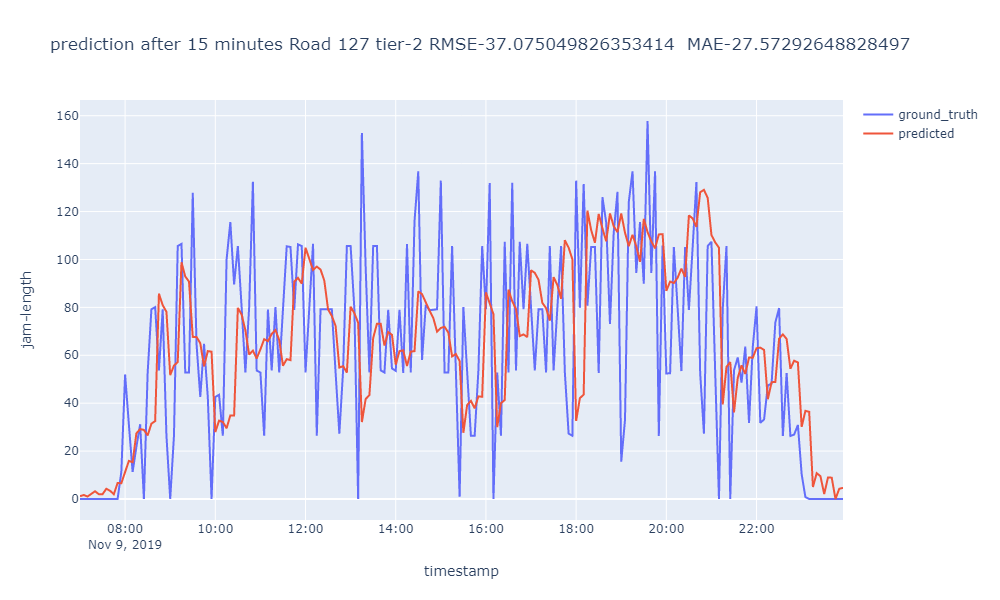 prediction after 15 minutes Road 127 tier-2 RMSE-37.075049826353414  MAE-27.57292648828497
ground_truth
predicted
jam-length
160
140
120
100
80
60
40
20
0
08:00 10:00 12:00 14:00 16:00 18:00 20:00 22:00
Nov 9, 2019
timestamp